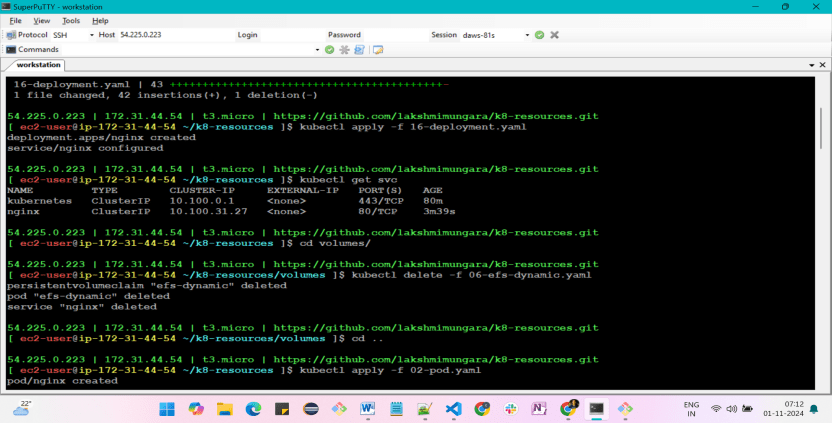 SuperPuTTY - workstation
File View Tools Help
Protocol SSH Host 54.225.0.223 Login Password Session daws-81s
Commands
workstation
16-deployment.yaml | 43 ++++++++++++++++++++++++++++++++++++++++++-
1 file changed, 42 insertions(+), 1 deletion(-)
54.225.0.223 | 172.31.44.54 | t3.micro | https://github.com/lakshmimungara/k8-resources.git
[ ec2-user@ip-172-31-44-54 ~/k8-resources ]$ kubectl apply -f 16-deployment.yaml
deployment.apps/nginx created
service/nginx configured
54.225.0.223 | 172.31.44.54 | t3.micro | https://github.com/lakshmimungara/k8-resources.git
[ ec2-user@ip-172-31-44-54 ~/k8-resources ]$ kubectl get svc
NAME TYPE CLUSTER-IP EXTERNAL-IP PORT(S) AGE
kubernetes ClusterIP 10.100.0.1 <none> 443/TCP 80m
nginx ClusterIP 10.100.31.27 <none> 80/TCP 3m39s
54.225.0.223 | 172.31.44.54 | t3.micro | https://github.com/lakshmimungara/k8-resources.git
[ ec2-user@ip-172-31-44-54 ~/k8-resources ]$ cd volumes/
54.225.0.223 | 172.31.44.54 | t3.micro | https://github.com/lakshmimungara/k8-resources.git
[ ec2-user@ip-172-31-44-54 ~/k8-resources/volumes ]$ kubectl delete -f 06-efs-dynamic.yaml
persistentvolumeclaim "efs-dynamic" deleted
pod "efs-dynamic" deleted
service "nginx" deleted
54.225.0.223 | 172.31.44.54 | t3.micro | https://github.com/lakshmimungara/k8-resources.git
[ ec2-user@ip-172-31-44-54 ~/k8-resources/volumes ]$ cd ..
54.225.0.223 | 172.31.44.54 | t3.micro | https://github.com/lakshmimungara/k8-resources.git
[ ec2-user@ip-172-31-44-54 ~/k8-resources ]$ kubectl apply -f 02-pod.yaml
pod/nginx created
22°
ENG
IN
07:12
01-11-2024